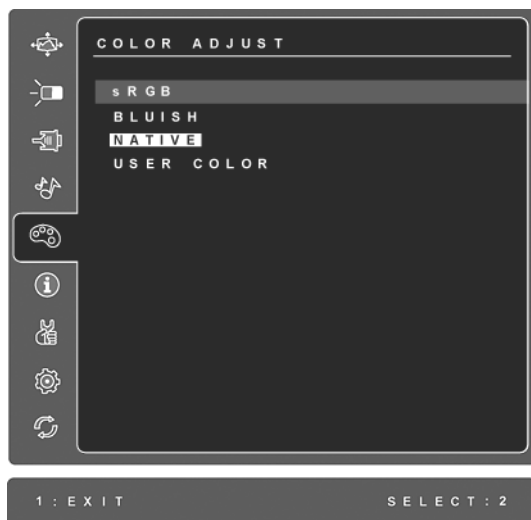 COLOR ADJUST
sRGB
BLUISH
NATIVE
USER COLOR
1:EXIT
SELECT:2